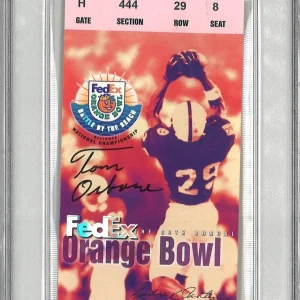 H 444 29 8
GATE SECTION ROW SEAT
FedEx
ORANGE BOWL
BATTLE BY THE BEACH
NATIONAL CHAMPIONSHIP
Tom
Osborne
29
FedEx
Orange Bowl